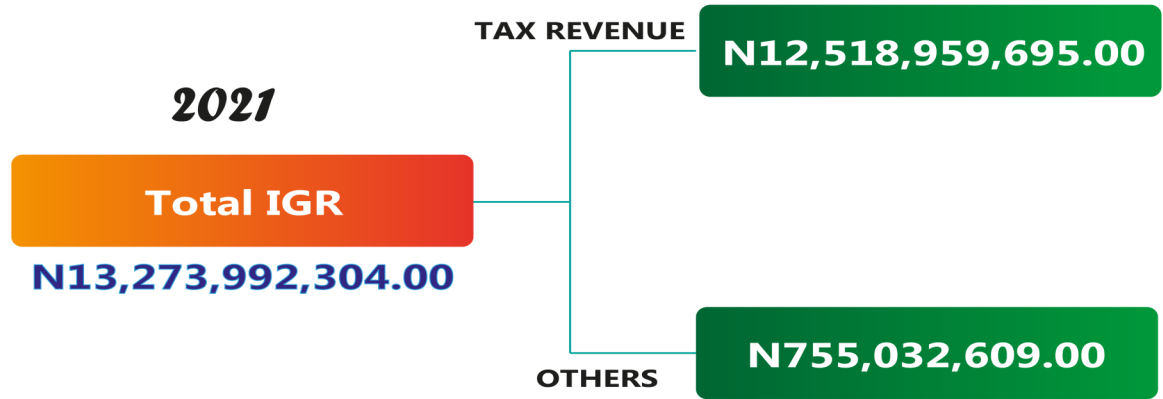 TAX REVENUE
N12,518,959,695.00
2021
Total IGR
N13,273,992,304.00
N755,032,609.00
OTHERS